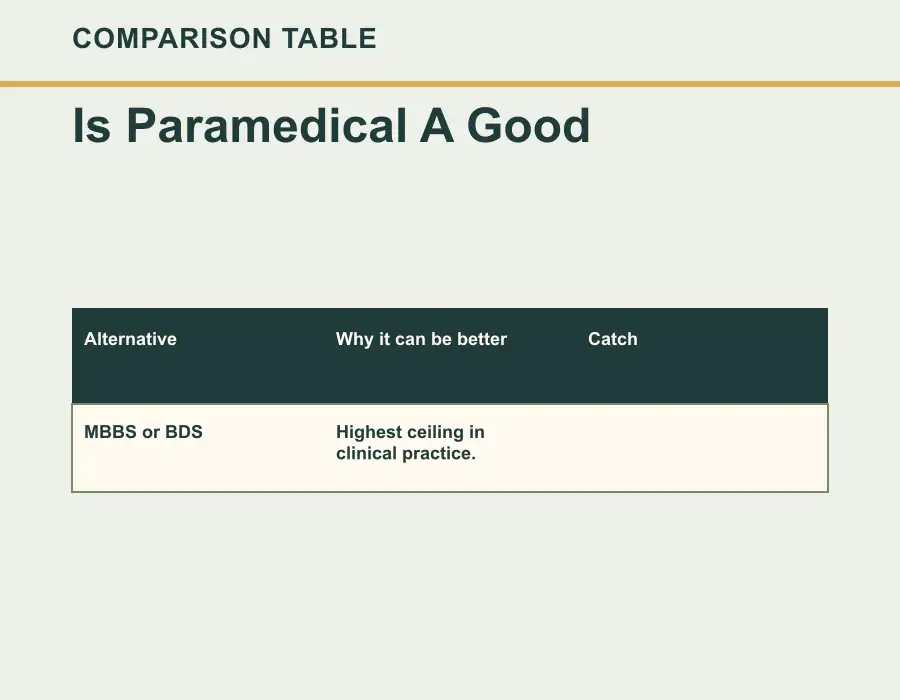 COMPARISON TABLE
Is Paramedical A Good
Alternative Why it can be better Catch
MBBS or BDS Highest ceiling in
clinical practice.